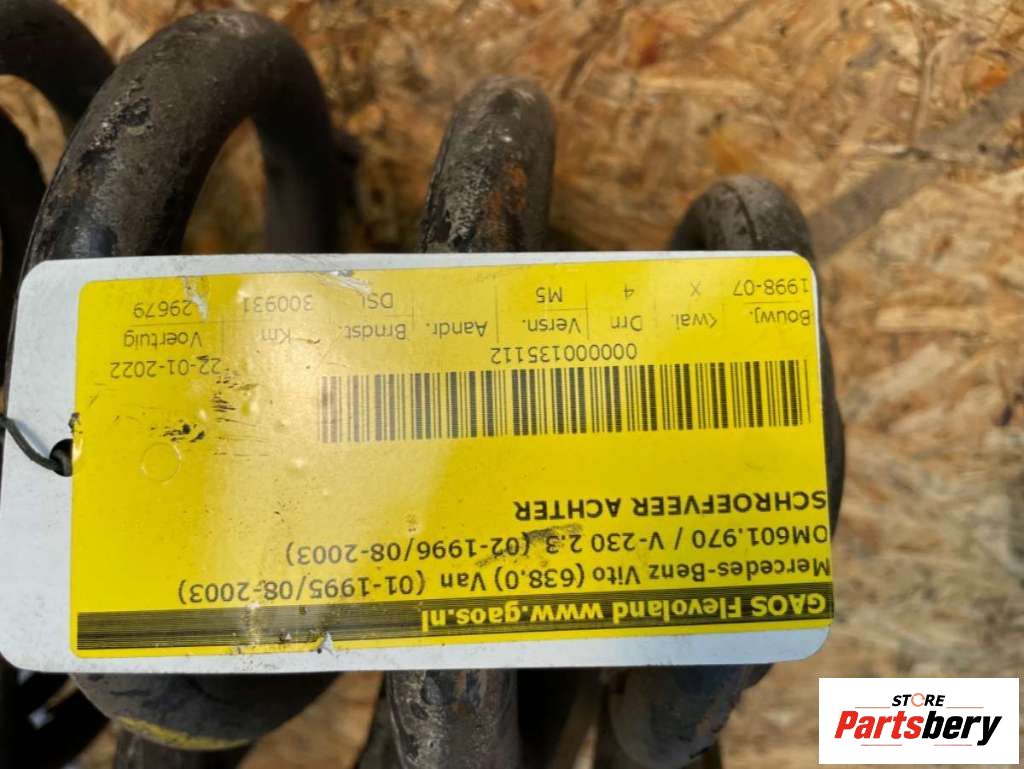 GAOS Flevoland www.gaos.nl
Mercedes-Benz Vito (638.0) Van (01-1995/08-2003)
OM601.970 / V-230 2.3 (02-1996/08-2003)
SCHROEFVEER ACHTER
000000135112
22-01-2022
Bouwj. Kwal. Drn Versn. Aandr. Brndst. Km Voertuig
1998-07 X 4 M5 DSL 300931 29679
STORE
Partsbery